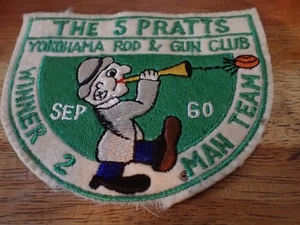 THE 5 PRATTS
YOKOHAMA ROD & GUN CLUB
SEP 60
WINNER 2 MAN TEAM